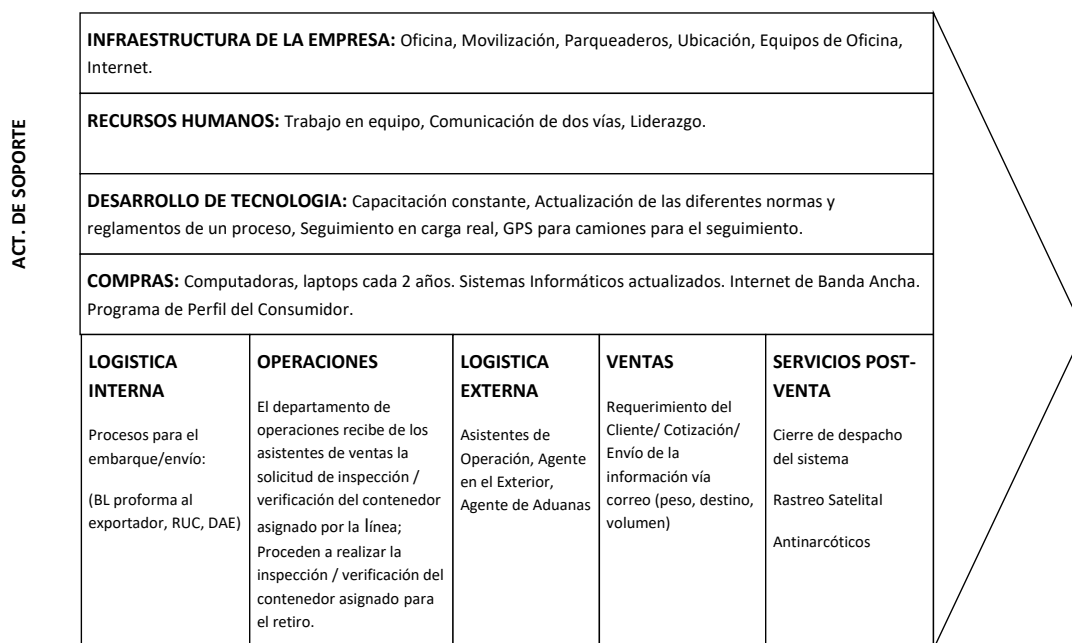 ACT. DE SOPORTE
INFRAESTRUCTURA DE LA EMPRESA: Oficina, Movilización, Parqueaderos, Ubicación, Equipos de Oficina,
Internet.
RECURSOS HUMANOS: Trabajo en equipo, Comunicación de dos vías, Liderazgo.
DESARROLLO DE TECNOLOGIA: Capacitación constante, Actualización de las diferentes normas y
reglamentos de un proceso, Seguimiento en carga real, GPS para camiones para el seguimiento.
COMPRAS: Computadoras, laptops cada 2 años. Sistemas Informáticos actualizados. Internet de Banda Ancha.
Programa de Perfil del Consumidor.
LOGISTICA
INTERNA
Procesos para el
embarque/envío:
(BL proforma al
exportador, RUC, DAE)
OPERACIONES
El departamento de
operaciones recibe de los
asistentes de ventas la
solicitud de inspección /
verificación del contenedor
asignado por la línea;
Proceden a realizar la
inspección / verificación del
contenedor asignado para
el retiro.
LOGISTICA
EXTERNA
Asistentes de
Operación, Agente
en el Exterior,
Agente de Aduanas
VENTAS
Requerimiento del
Cliente/ Cotización/
Envío de la
información vía
correo (peso, destino,
volumen)
SERVICIOS POST-
VENTA
Cierre de despacho
del sistema
Rastreo Satelital
Antinarcóticos